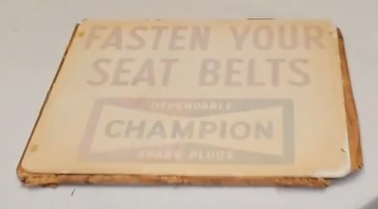 FASTEN YOUR
SEAT BELTS
DEPENDABLE
CHAMPION
SPARK PLUGS